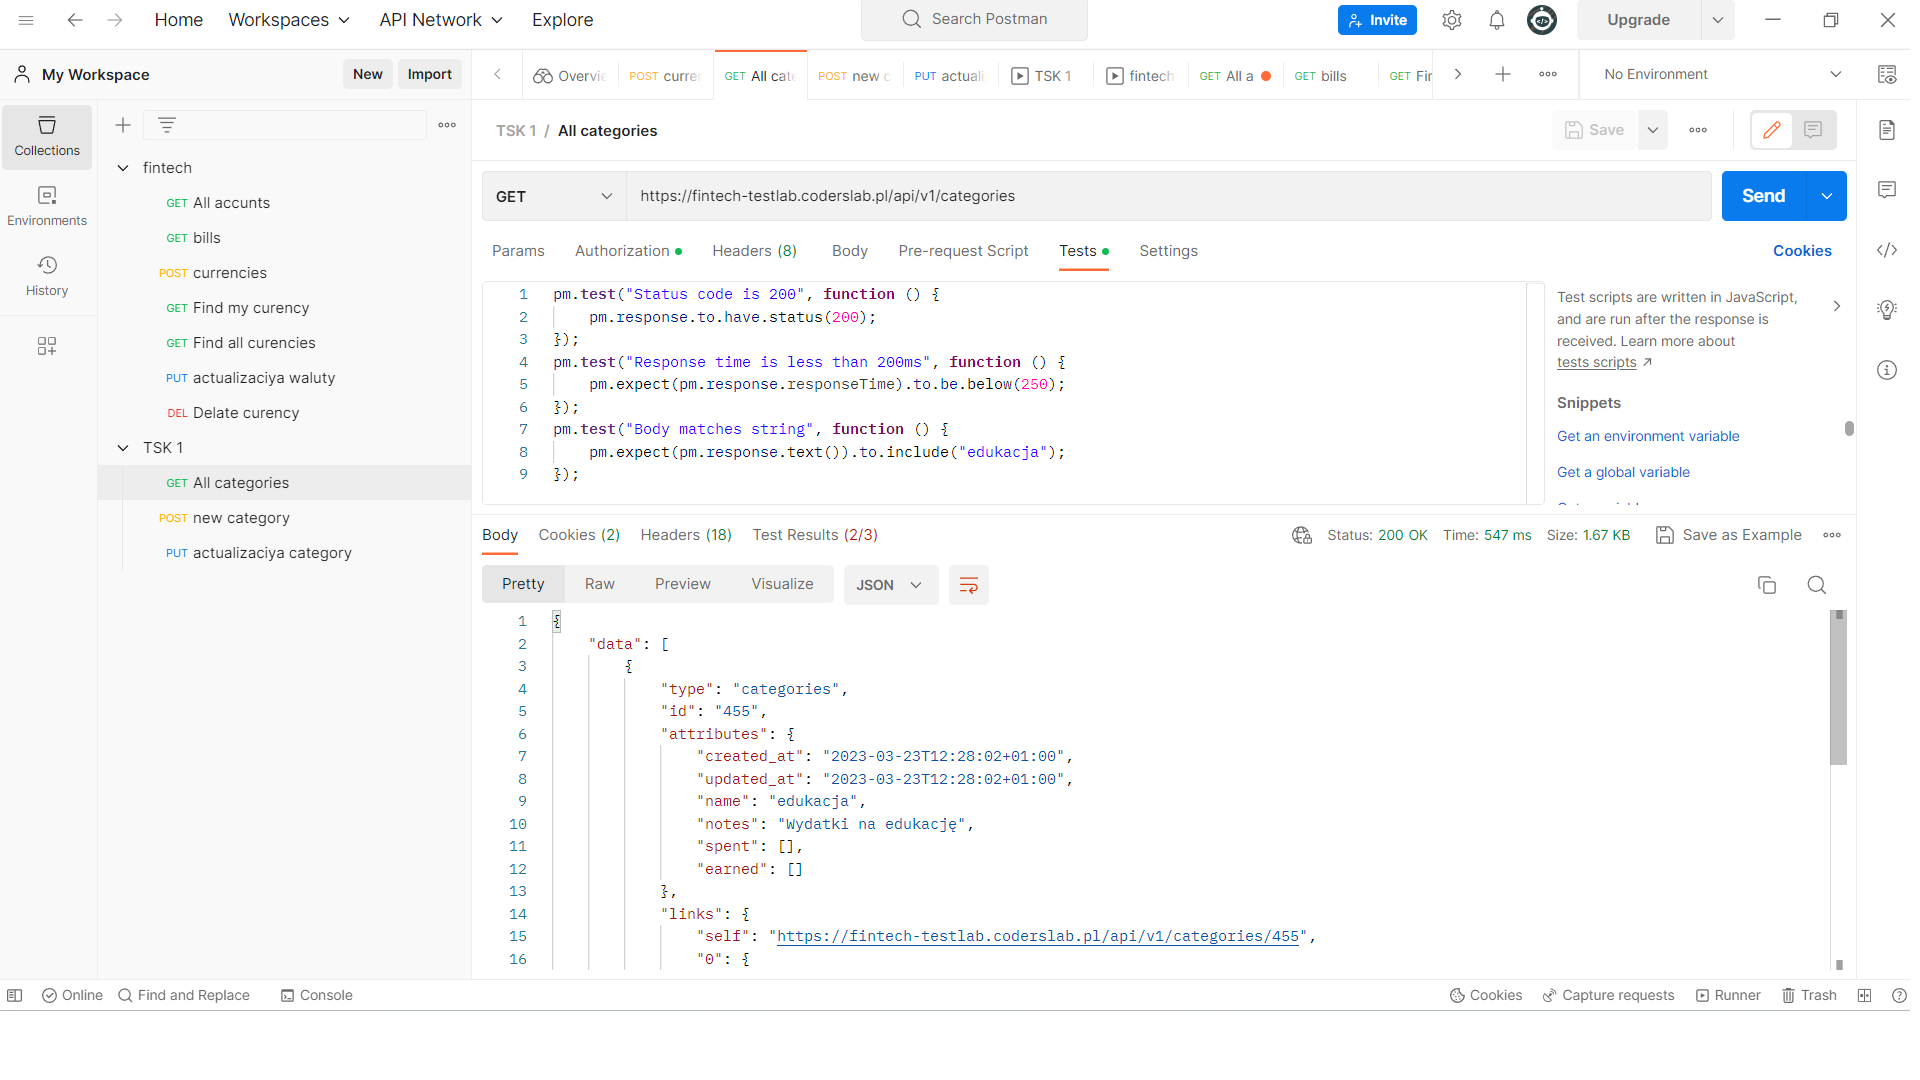 Home Workspaces API Network Explore Search Postman Invite Upgrade
My Workspace New Import
Overvie POST currer GET All cate POST new c PUT actuali TSK 1 fintech GET All a GET bills GET Fir No Environment
Collections
Environments
History
fintech
GET All accunts
GET bills
POST currencies
GET Find my curency
GET Find all curencies
PUT actualizaciya waluty
DEL Delate curency
TSK 1
GET All categories
POST new category
PUT actualizaciya category
TSK 1 / All categories
Save
GET https://fintech-testlab.coderslab.pl/api/v1/categories Send
Params Authorization Headers (8) Body Pre-request Script Tests Settings Cookies
1 pm.test("Status code is 200", function () {
2 pm.response.to.have.status(200);
3 });
4 pm.test("Response time is less than 200ms", function () {
5 pm.expect(pm.response.responseTime).to.be.below(250);
6 });
7 pm.test("Body matches string", function () {
8 pm.expect(pm.response.text()).to.include("edukacja");
9 });
Test scripts are written in JavaScript,
and are run after the response is
received. Learn more about
tests scripts ↗
Snippets
Get an environment variable
Get a global variable
Body Cookies (2) Headers (18) Test Results (2/3) Status: 200 OK Time: 547 ms Size: 1.67 KB Save as Example
Pretty Raw Preview Visualize JSON
1 {
2 "data": [
3 {
4 "type": "categories",
5 "id": "455",
6 "attributes": {
7 "created_at": "2023-03-23T12:28:02+01:00",
8 "updated_at": "2023-03-23T12:28:02+01:00",
9 "name": "edukacja",
10 "notes": "Wydatki na edukację",
11 "spent": [],
12 "earned": []
13 },
14 "links": {
15 "self": "https://fintech-testlab.coderslab.pl/api/v1/categories/455",
16 "0": {
Online Find and Replace Console Cookies Capture requests Runner Trash